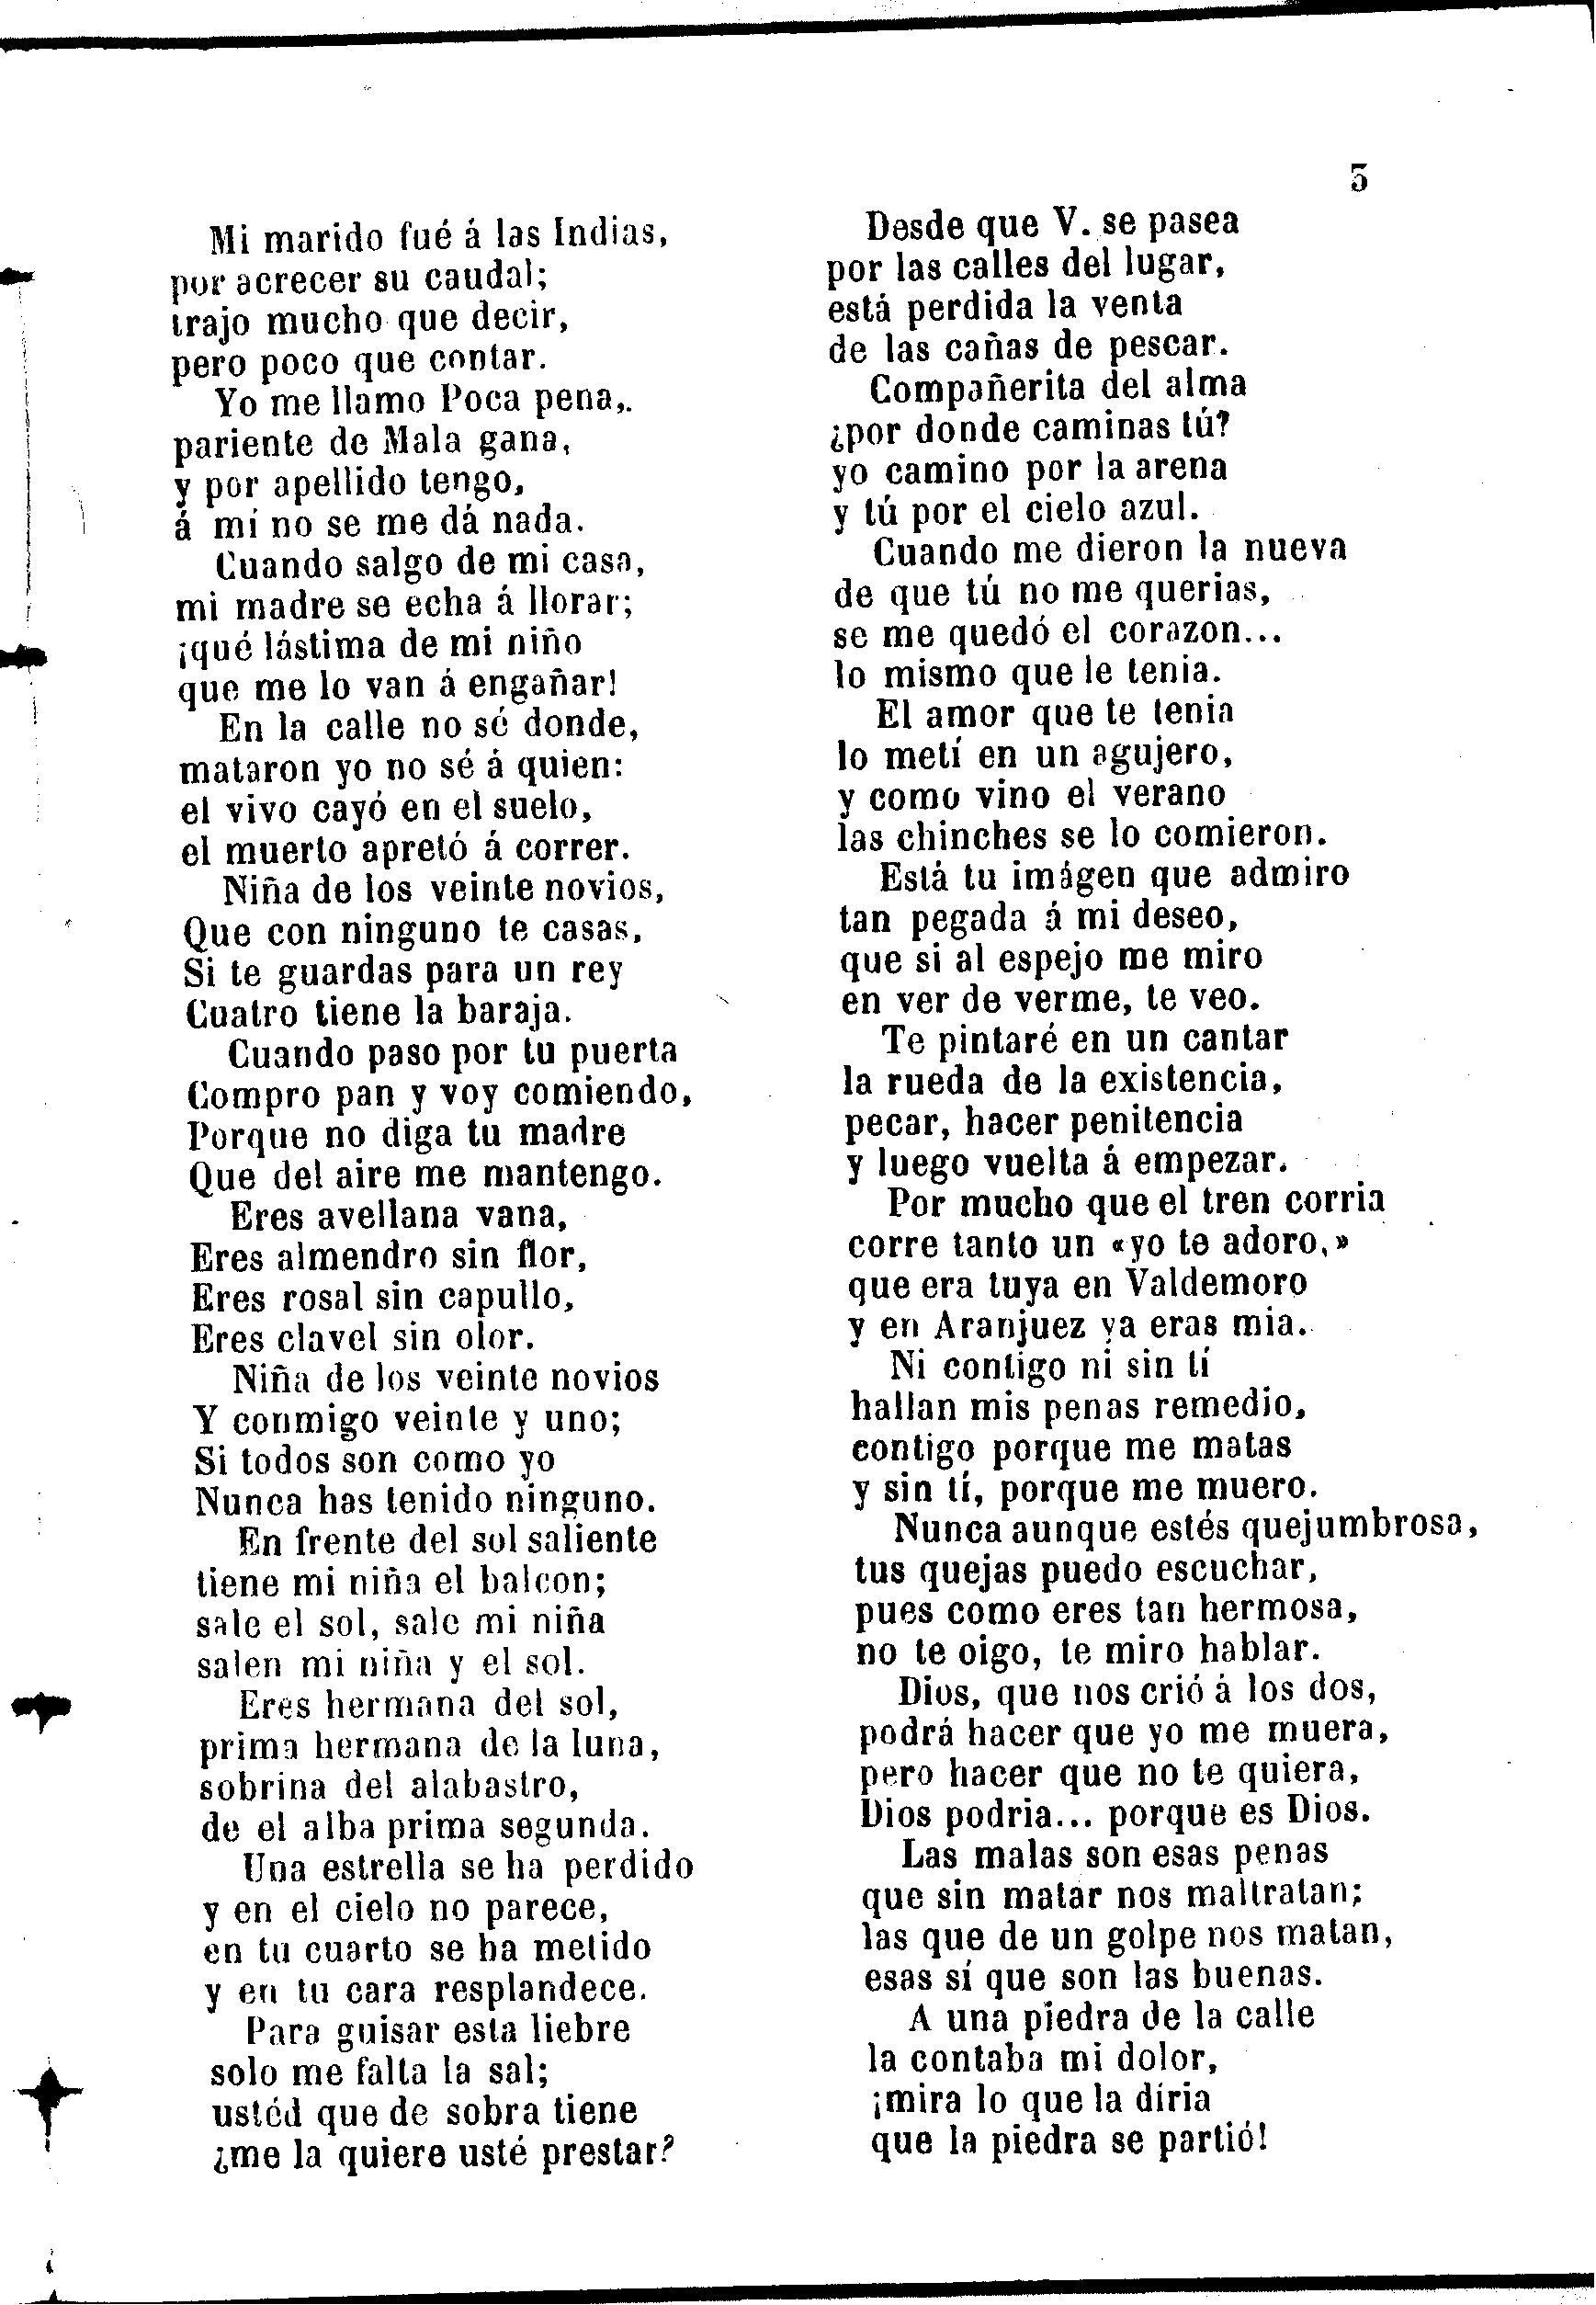 3
Mi marido fué á las Indias,
por acrecer su caudal;
trajo mucho que decir,
pero poco que contar.
Yo me llamo Poca pena,.
pariente de Mala gana,
y por apellido tengo,
á mí no se me dá nada.
Cuando salgo de mi casa,
mi madre se echa á llorar;
¡qué lástima de mi niño
que me lo van á engañar!
En la calle no sé donde,
mataron yo no sé á quien:
el vivo cayó en el suelo,
el muerto apretó á correr.
Niña de los veinte novios,
Que con ninguno te casas,
Si te guardas para un rey
Cuatro tiene la baraja.
Cuando paso por tu puerta
Compro pan y voy comiendo,
Porque no diga tu madre
Que del aire me mantengo.
Eres avellana vana,
Eres almendro sin flor,
Eres rosal sin capullo,
Eres clavel sin olor.
Niña de los veinte novios
Y conmigo veinte y uno;
Si todos son como yo
Nunca has tenido ninguno.
En frente del sol saliente
tiene mi niña el balcon;
sale el sol, sale mi niña
salen mi niña y el sol.
Eres hermana del sol,
prima hermana de la luna,
sobrina del alabastro,
de el alba prima segunda.
Una estrella se ha perdido
y en el cielo no parece,
en tu cuarto se ha metido
y en tu cara resplandece.
Para guisar esta liebre
solo me falta la sal;
ustéd que de sobra tiene
¿me la quiere usté prestar?
Desde que V. se pasea
por las calles del lugar,
está perdida la venta
de las cañas de pescar.
Compañerita del alma
¿por donde caminas tú?
yo camino por la arena
y tú por el cielo azul.
Cuando me dieron la nueva
de que tú no me querias,
se me quedó el corazon...
lo mismo que le tenia.
El amor que te tenia
lo metí en un agujero,
y como vino el verano
las chinches se lo comieron.
Está tu imágen que admiro
tan pegada á mi deseo,
que si al espejo me miro
en ver de verme, te veo.
Te pintaré en un cantar
la rueda de la existencia,
pecar, hacer penitencia
y luego vuelta á empezar.
Por mucho que el tren corria
corre tanto un «yo te adoro,»
que era tuya en Valdemoro
y en Aranjuez ya eras mia.
Ni contigo ni sin tí
hallan mis penas remedio,
contigo porque me matas
y sin tí, porque me muero.
Nunca aunque estés quejumbrosa,
tus quejas puedo escuchar,
pues como eres tan hermosa,
no te oigo, te miro hablar.
Dios, que nos crió á los dos,
podrá hacer que yo me muera,
pero hacer que no te quiera,
Dios podria... porque es Dios.
Las malas son esas penas
que sin matar nos maltratan;
las que de un golpe nos matan,
esas sí que son las buenas.
A una piedra de la calle
la contaba mi dolor,
¡mira lo que la díria
que la piedra se partió!